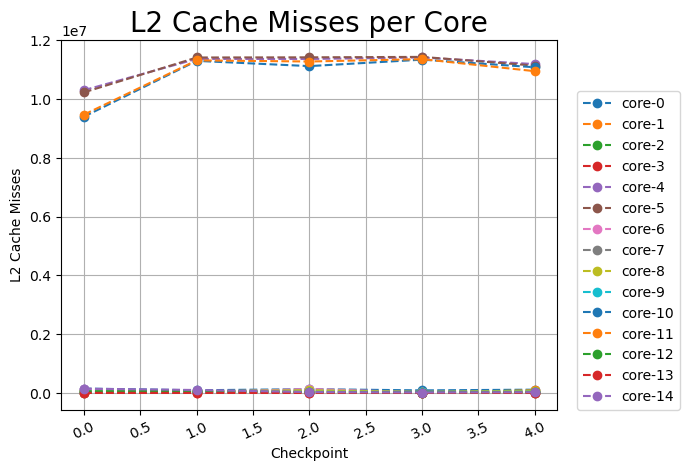 L2 Cache Misses per Core
1e7
1.2
1.0
0.8
0.6
0.4
0.2
0.0
L2 Cache Misses
0.0 0.5 1.0 1.5 2.0 2.5 3.0 3.5 4.0
Checkpoint
core-0
core-1
core-2
core-3
core-4
core-5
core-6
core-7
core-8
core-9
core-10
core-11
core-12
core-13
core-14